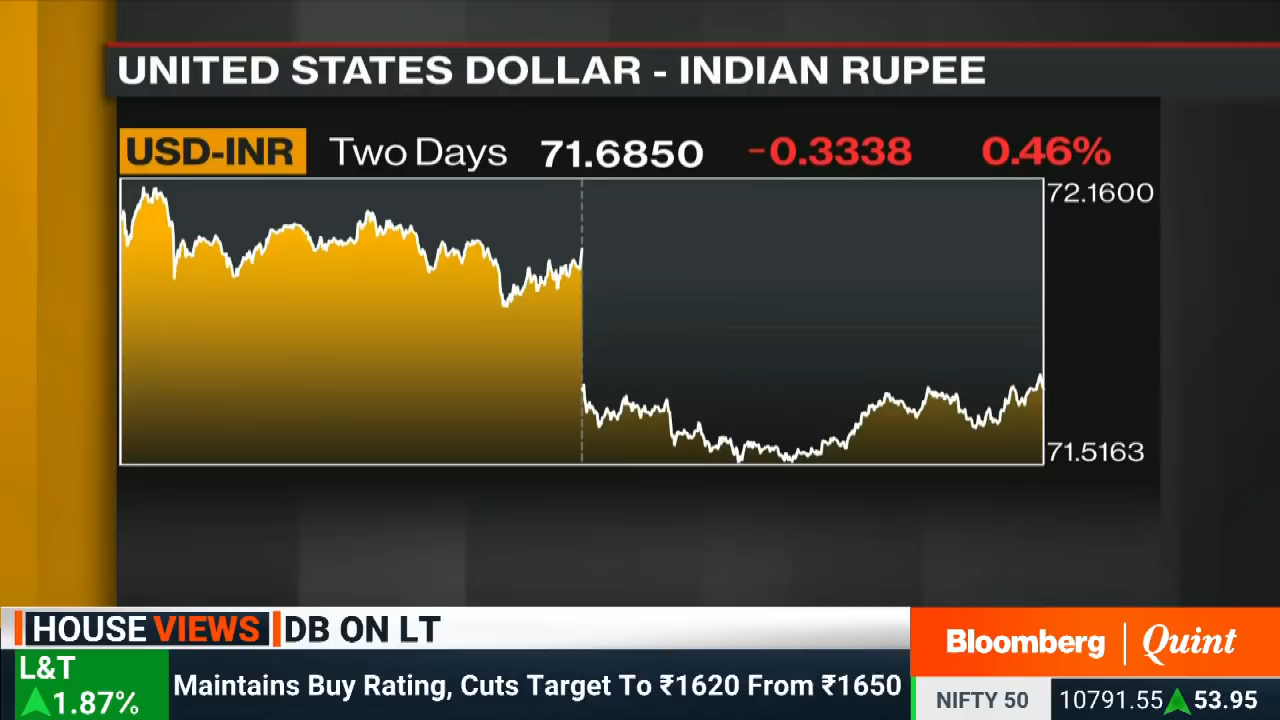 UNITED STATES DOLLAR - INDIAN RUPEE
USD-INR Two Days 71.6850 -0.3338 0.46%
72.1600
71.5163
HOUSE VIEWS DB ON LT
Bloomberg | Quint
L&T
1.87%
Maintains Buy Rating, Cuts Target To ₹1620 From ₹1650
NIFTY 50 10791.55 53.95